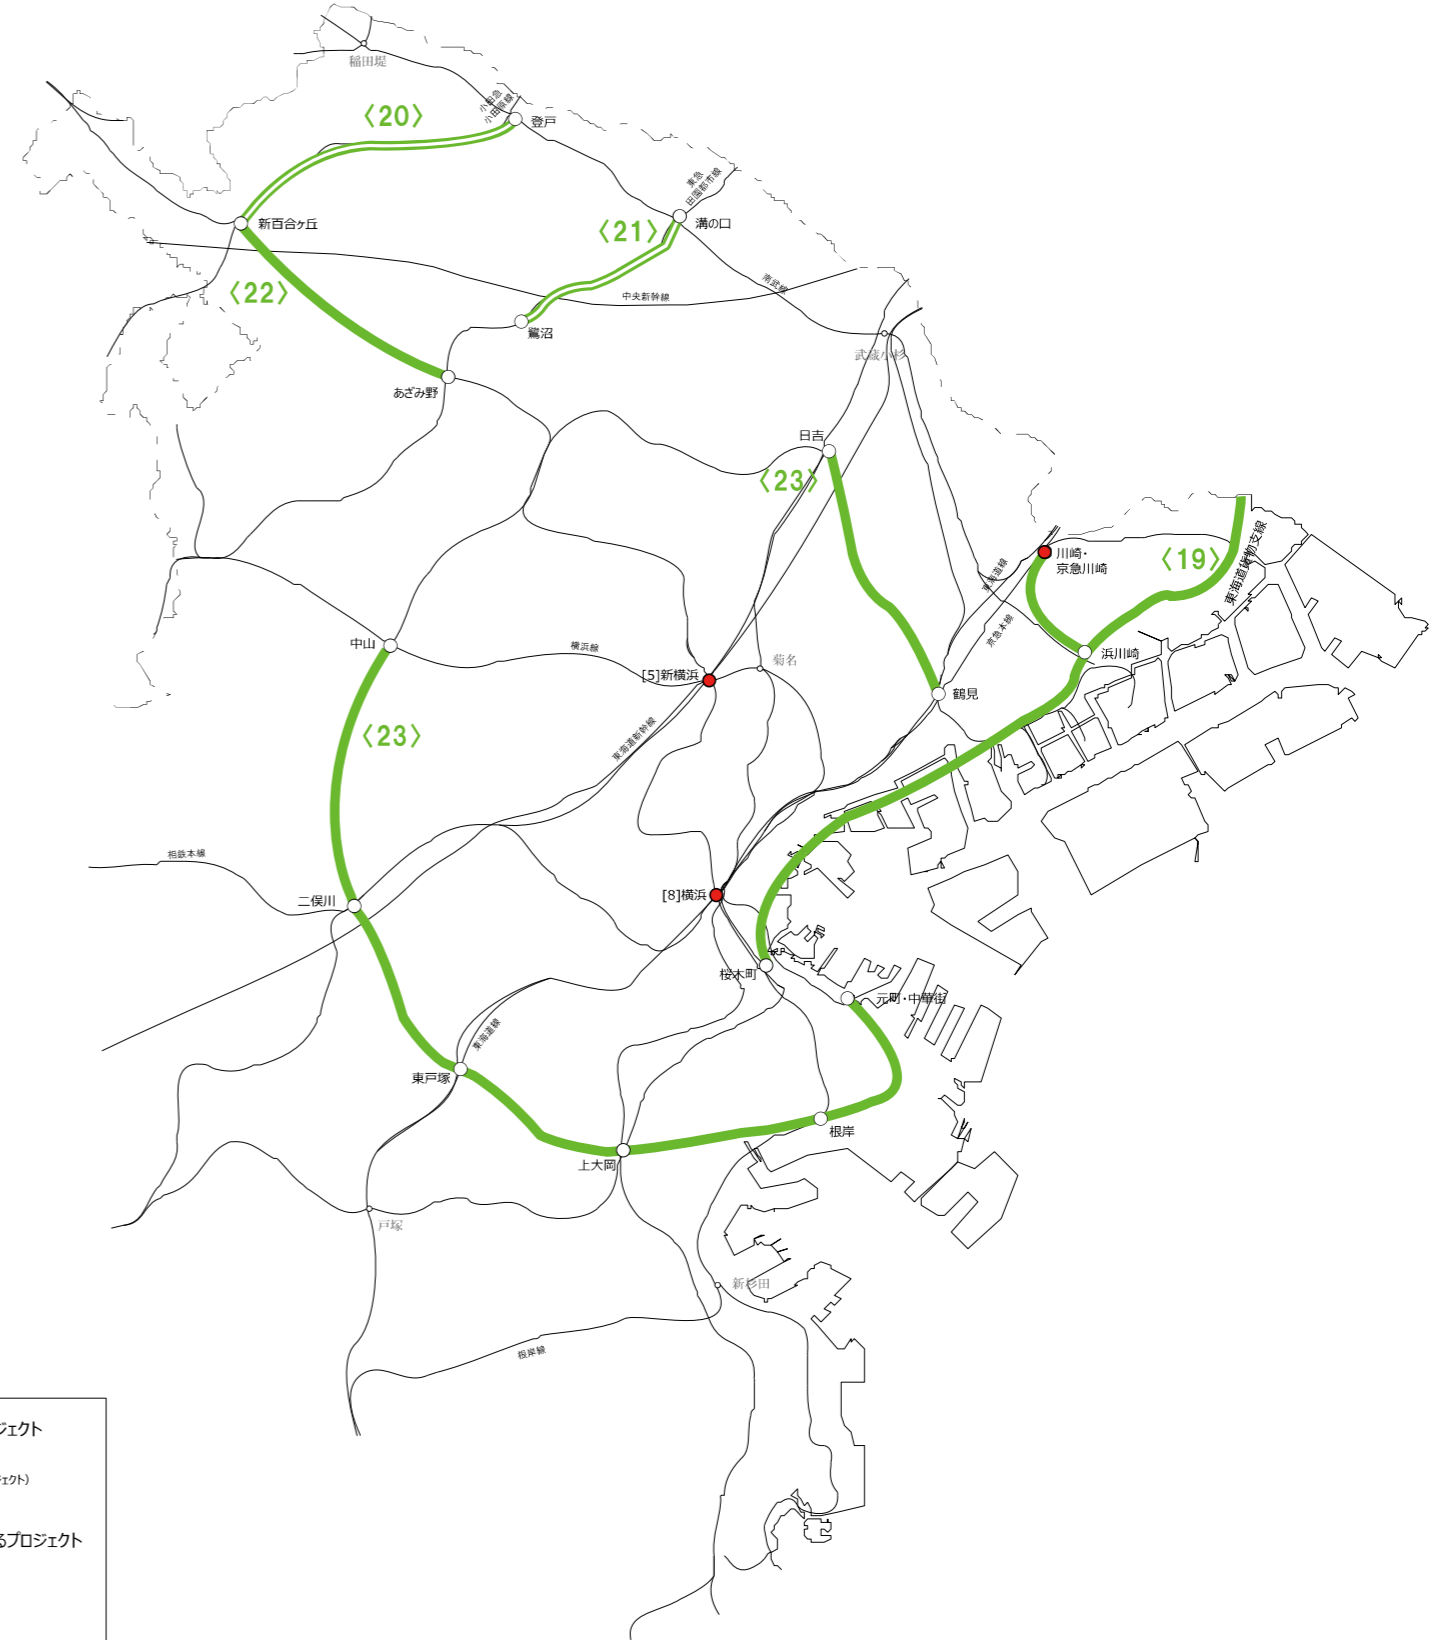 稲田堤
〈20〉
小田急
小田原線
登戸
東急
田園都市線
新百合ヶ丘
〈21〉
溝の口
〈22〉
中央新幹線
南武線
鷺沼
武蔵小杉
あざみ野
日吉
〈23〉
川崎・
京急川崎
〈19〉
東海道貨物支線
東海道線
京急本線
中山
横浜線
[5]新横浜
菊名
浜川崎
鶴見
〈23〉
東海道新幹線
相鉄本線
二俣川
[8]横浜
桜木町
元町・中華街
東海道線
東戸塚
根岸
上大岡
戸塚
新杉田
根岸線
ジェクト
ジェクト)
るプロジェクト